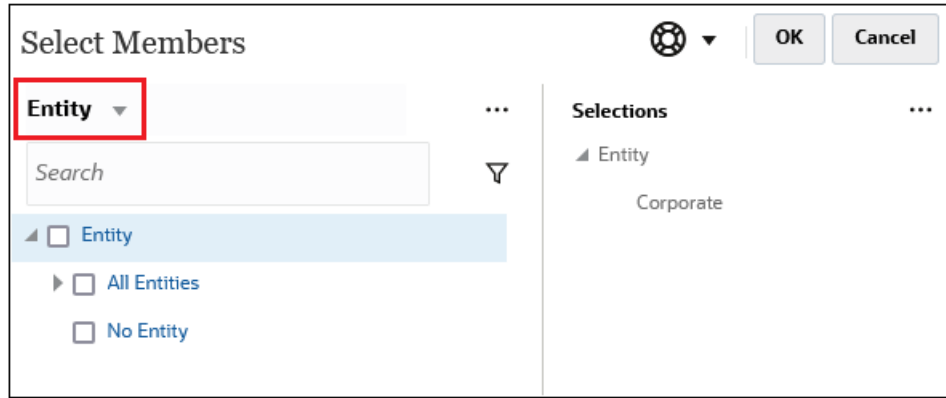 Select Members
OK
Cancel
Entity
Selections
Search
Entity
Corporate
Entity
All Entities
No Entity